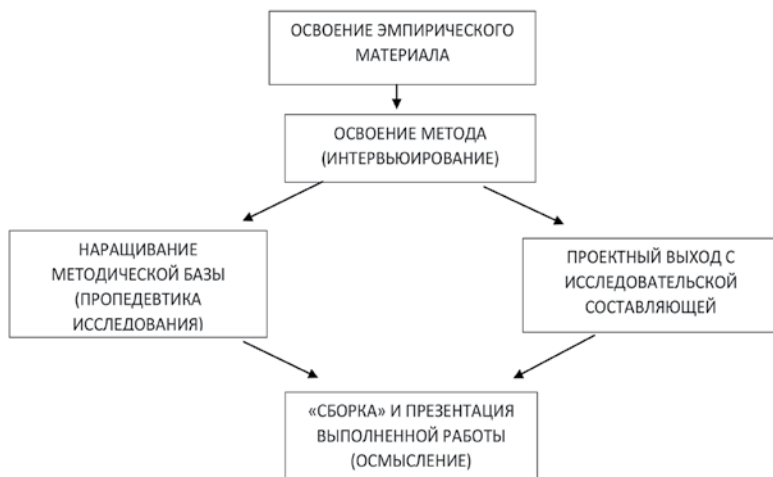 ОСВОЕНИЕ ЭМПИРИЧЕСКОГО
МАТЕРИАЛА
ОСВОЕНИЕ МЕТОДА
(ИНТЕРВЬЮИРОВАНИЕ)
НАРАЩИВАНИЕ
МЕТОДИЧЕСКОЙ БАЗЫ
(ПРОПЕДЕВТИКА
ИССЛЕДОВАНИЯ)
ПРОЕКТНЫЙ ВЫХОД С
ИССЛЕДОВАТЕЛЬСКОЙ
СОСТАВЛЯЮЩЕЙ
«СБОРКА» И ПРЕЗЕНТАЦИЯ
ВЫПОЛНЕННОЙ РАБОТЫ
(ОСМЫСЛЕНИЕ)